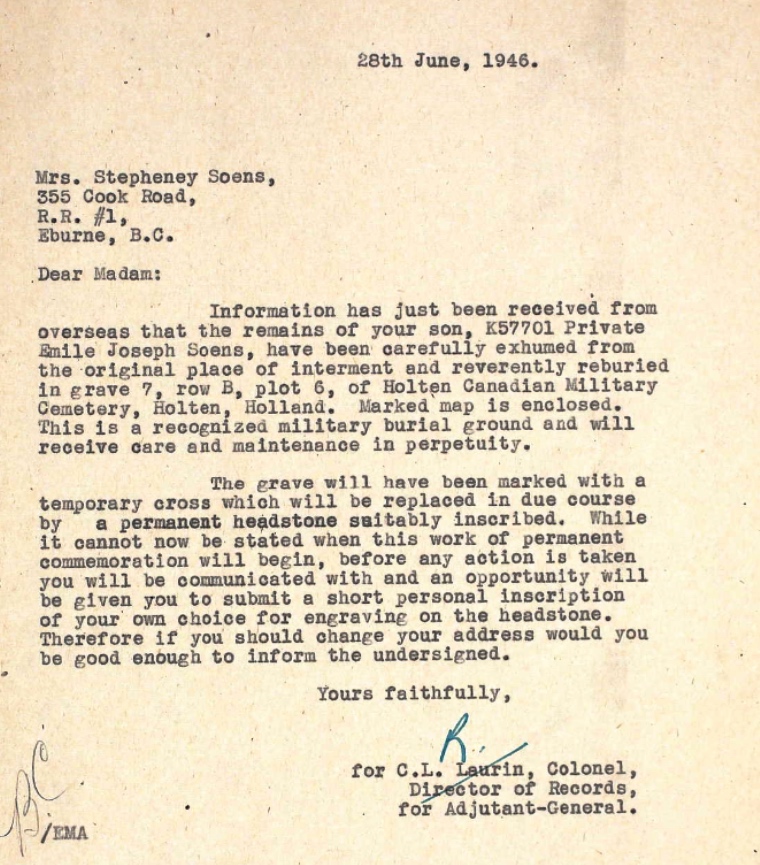 28th June, 1946.
Mrs. Stepheney Soens,
355 Cook Road,
R.R. #1,
Eburne, B.C.
Dear Madam:
Information has just been received from
overseas that the remains of your son, K57701 Private
Emile Joseph Soens, have been carefully exhumed from
the original place of interment and reverently reburied
in grave 7, row B, plot 6, of Holten Canadian Military
Cemetery, Holten, Holland. Marked map is enclosed.
This is a recognized military burial ground and will
receive care and maintenance in perpetuity.
The grave will have been marked with a
temporary cross which will be replaced in due course
by a permanent headstone suitably inscribed. While
it cannot now be stated when this work of permanent
commemoration will begin, before any action is taken
you will be communicated with and an opportunity will
be given you to submit a short personal inscription
of your own choice for engraving on the headstone.
Therefore if you should change your address would you
be good enough to inform the undersigned.
Yours faithfully,
for C.L. Laurin, Colonel,
Director of Records,
for Adjutant-General.
/EMA